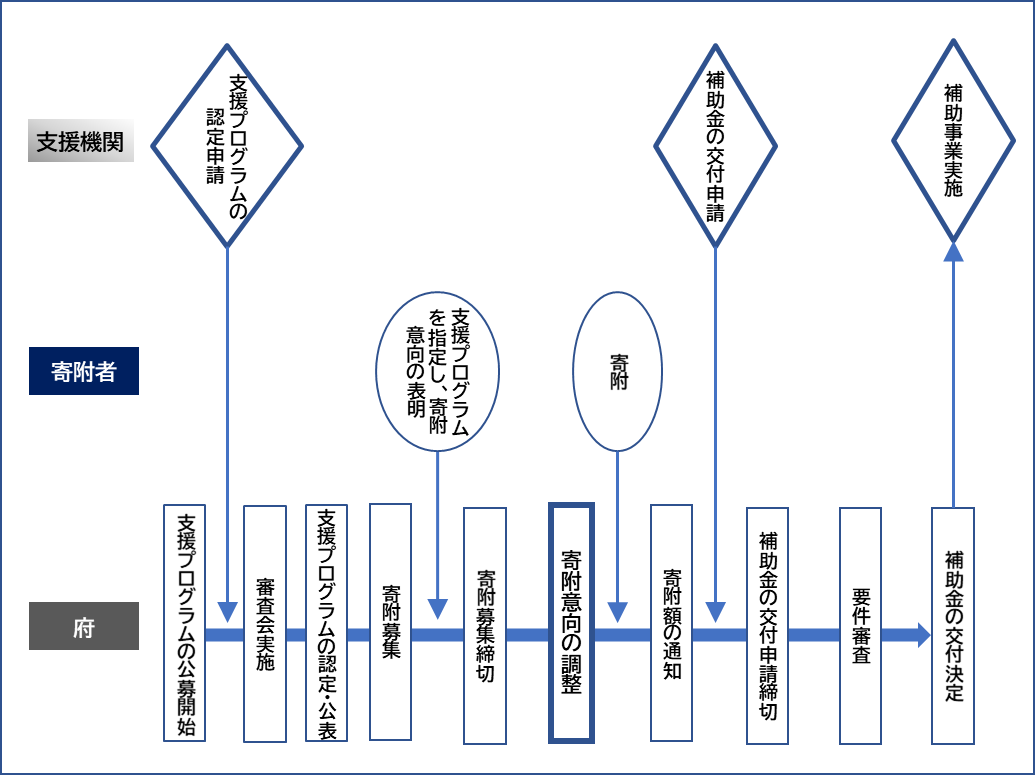 支援機関
支援プログラムの
認定申請
補助金の交付申請
補助事業実施
寄附者
支援プログラム
を指定し、寄附
意向の表明
寄附
府
支援プログラムの公募開始
審査会実施
支援プログラムの認定・公表
寄附募集
寄附募集締切
寄附意向の調整
寄附額の通知
補助金の交付申請締切
要件審査
補助金の交付決定